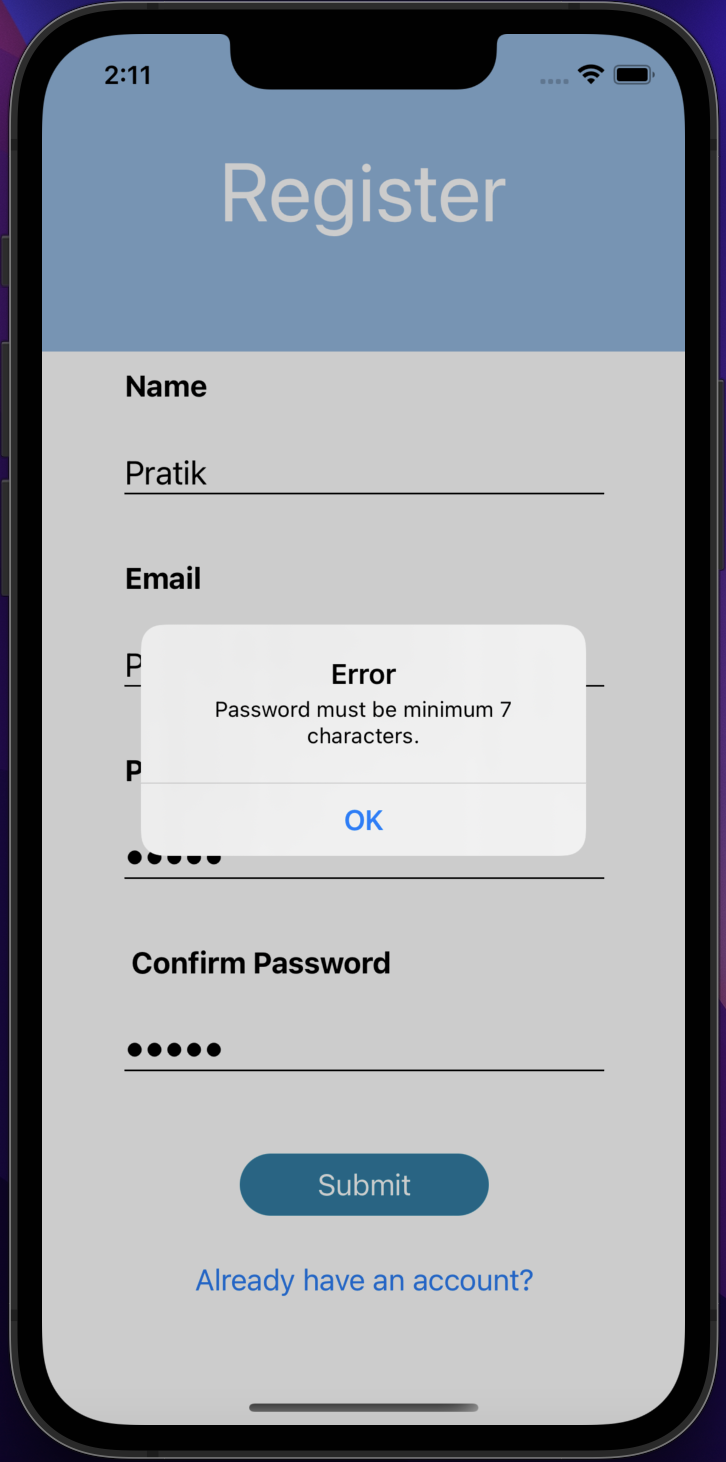 2:11
Register
Name
Pratik
Email
P
Error
Password must be minimum 7
characters.
P
OK
•••••
Confirm Password
•••••
Submit
Already have an account?